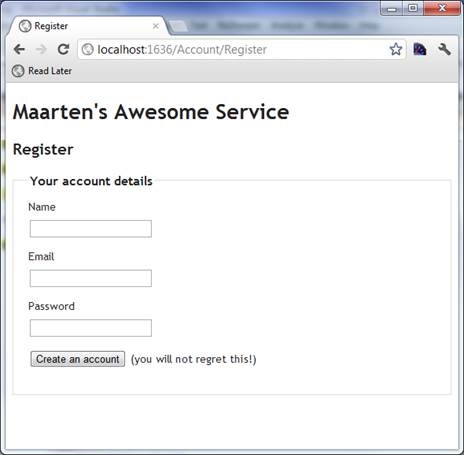 Register
localhost:1636/Account/Register
Read Later
Maarten's Awesome Service
Register
Your account details
Name
Email
Password
Create an account (you will not regret this!)